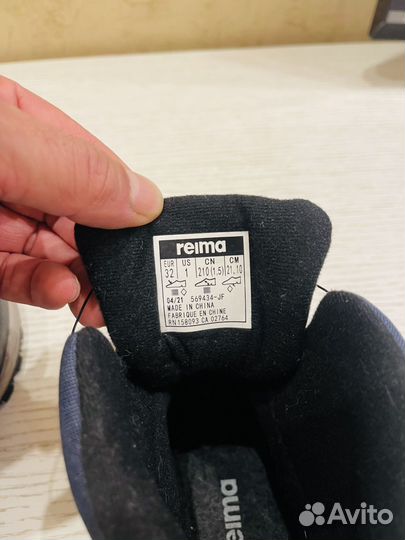 reima
EUR US CN CM
32 1 210(1.5) 21.10
04/21 569434-JF
MADE IN CHINA
FABRIQUE EN CHINE
RN158093 CA 02764
reima
Avito